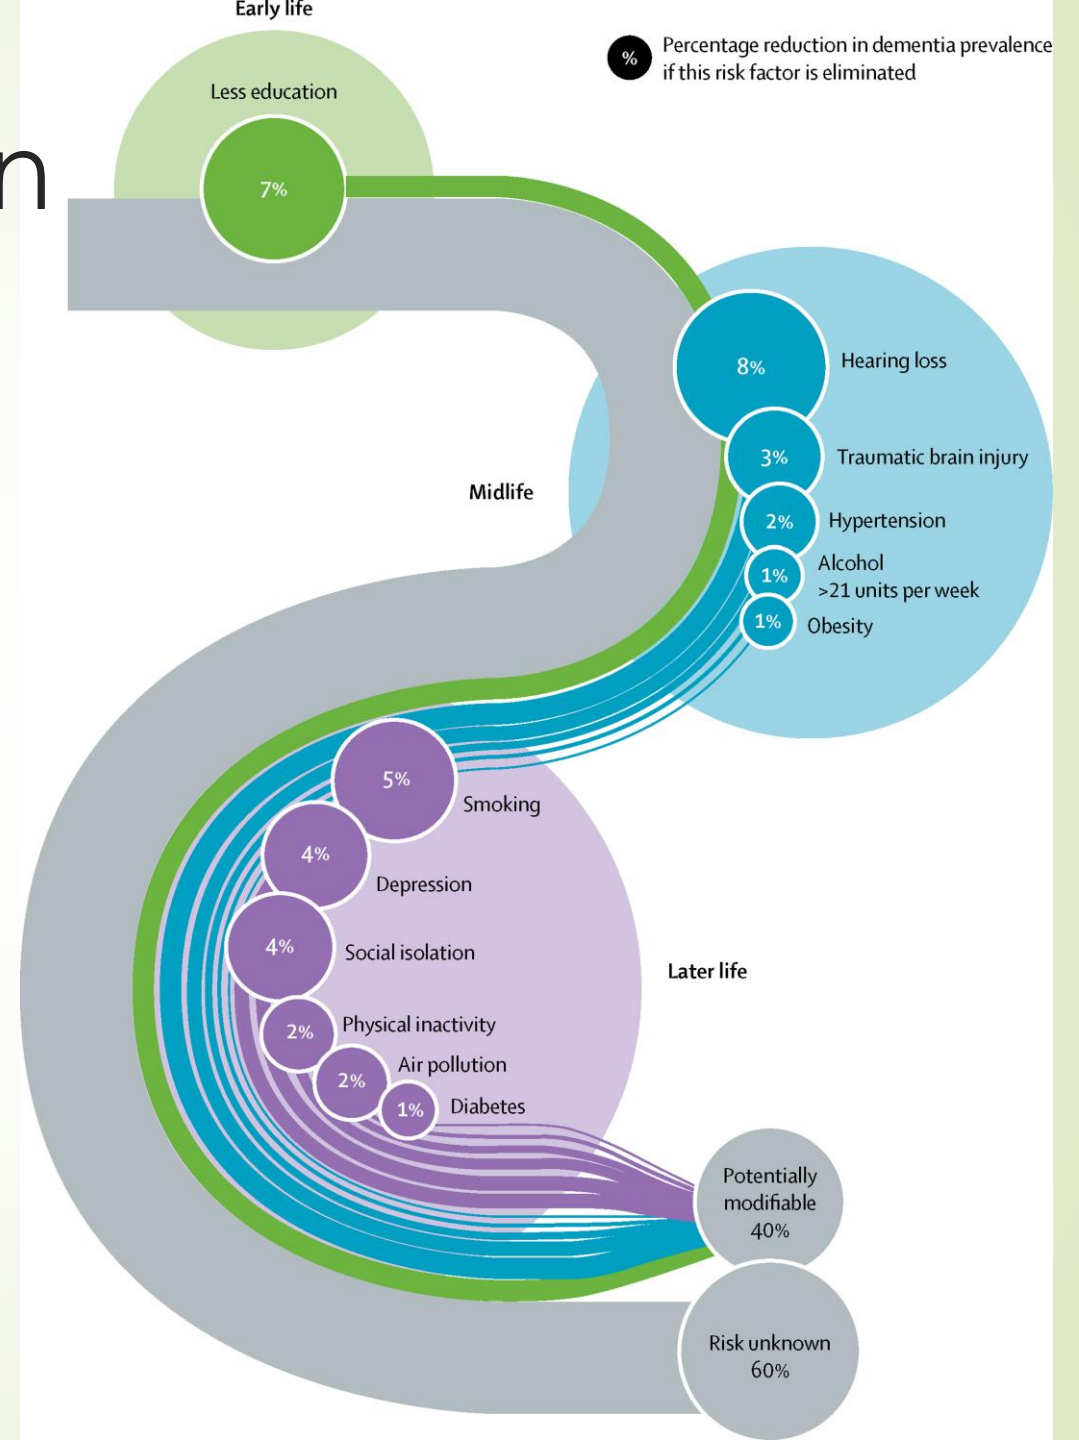 Early life
%
Percentage reduction in dementia prevalence
if this risk factor is eliminated
Less education
n
7%
8%
Hearing loss
3%
Traumatic brain injury
Midlife
2%
Hypertension
1%
Alcohol
>21 units per week
1%
Obesity
5%
Smoking
4%
Depression
4%
Social isolation
Later life
2%
Physical inactivity
2%
Air pollution
1%
Diabetes
Potentially
modifiable
40%
Risk unknown
60%